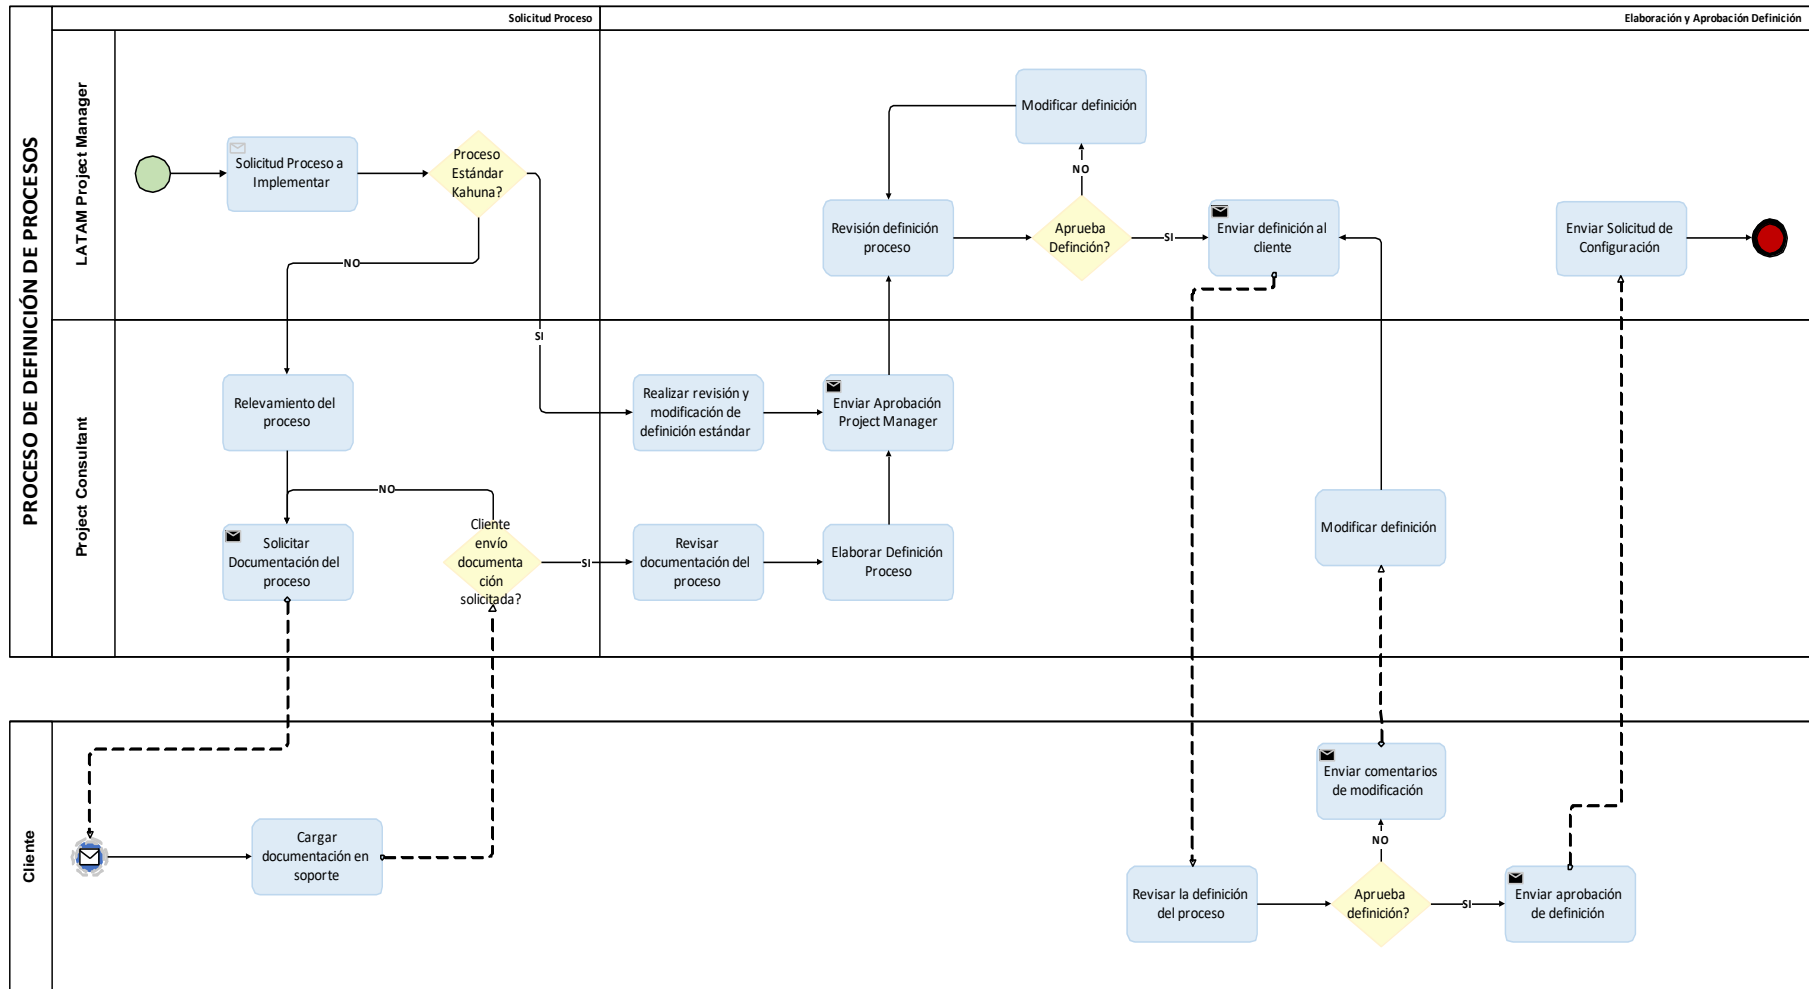 Solicitud Proceso
Elaboración y Aprobación Definición
PROCESO DE DEFINICIÓN DE PROCESOS
LATAM Project Manager
Solicitud Proceso a
Implementar
Proceso
Estándar
Kahuna?
NO
SI
Modificar definición
NO
Revisión definición
proceso
Aprueba
Definción?
SI
Enviar definición al
cliente
Enviar Solicitud de
Configuración
Project Consultant
Relevamiento del
proceso
Realizar revisión y
modificación de
definición estándar
Enviar Aprobación
Project Manager
NO
Solicitar
Documentación del
proceso
Cliente
envío
documenta
ción
solicitada?
SI
Revisar
documentación del
proceso
Elaborar Definición
Proceso
Modificar definición
Cliente
Cargar
documentación en
soporte
Enviar comentarios
de modificación
NO
Revisar la definición
del proceso
Aprueba
definición?
SI
Enviar aprobación
de definición